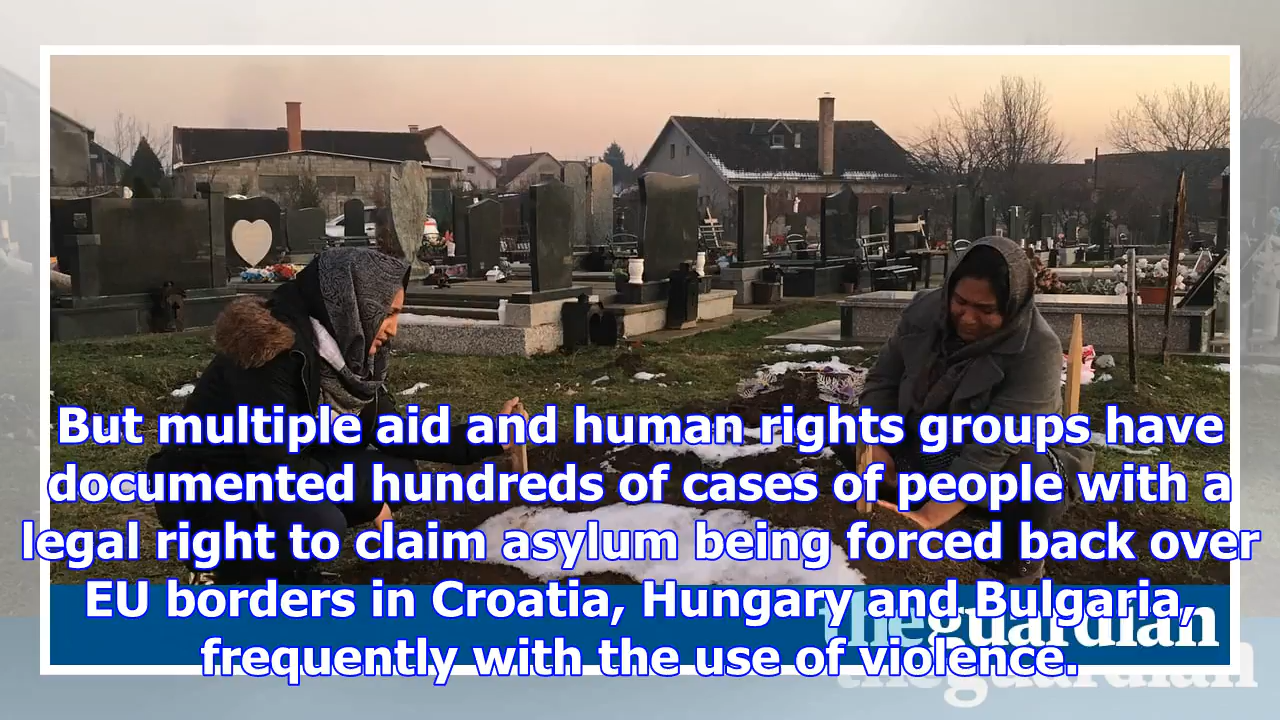 But multiple aid and human rights groups have
documented hundreds of cases of people with a
legal right to claim asylum being forced back over
EU borders in Croatia, Hungary and Bulgaria,
frequently with the use of violence.
theguardian
theguardian